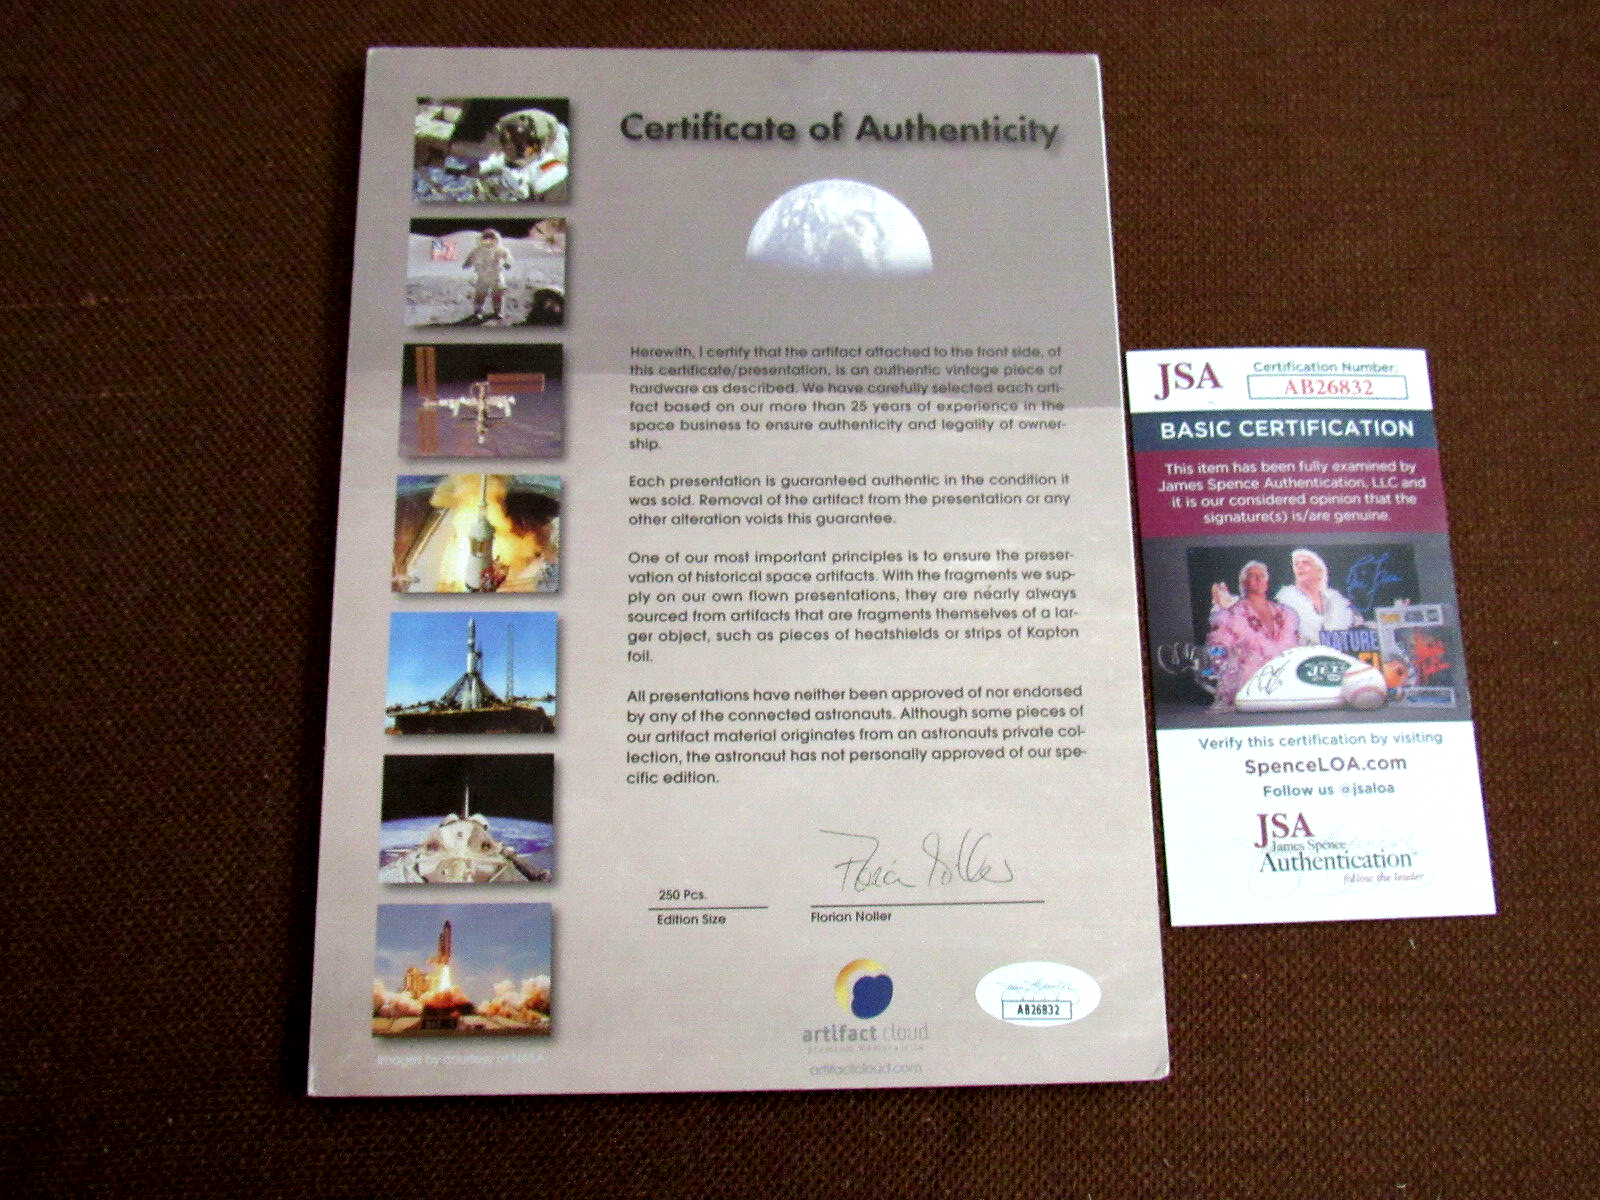 Certificate of Authenticity
Herewith, I certify that the artifact attached to the front side, of
this certificate/presentation, is an authentic vintage piece of
hardware as described. We have carefully selected each arti-
fact based on our more than 25 years of experience in the
space business to ensure authenticity and legality of owner-
ship.
Each presentation is guaranteed authentic in the condition it
was sold. Removal of the artifact from the presentation or any
other alteration voids this guarantee.
One of our most important principles is to ensure the preser-
vation of historical space artifacts. With the fragments we sup-
ply on our own flown presentations, they are nearly always
sourced from artifacts that are fragments themselves of a lar-
ger object, such as pieces of heatshields or strips of Kapton
foil.
All presentations have neither been approved of nor endorsed
by any of the connected astronauts. Although some pieces of
our artifact material originates from an astronauts private col-
lection, the astronaut has not personally approved of our spe-
cific edition.
Florian Noller
250 Pcs.
Edition Size
Florian Noller
artifact cloud
premium memorabilia
artifactcloud.com
Images by courtesy of NASA
AB26832
JSA
Certification Number:
AB26832
BASIC CERTIFICATION
This item has been fully examined by
James Spence Authentication, LLC and
it is our considered opinion that the
signature(s) is/are genuine.
NATURE
JETS
Verify this certification by visiting
SpenceLOA.com
Follow us @jsaloa
JSA
James Spence
Authentication
follow the leader